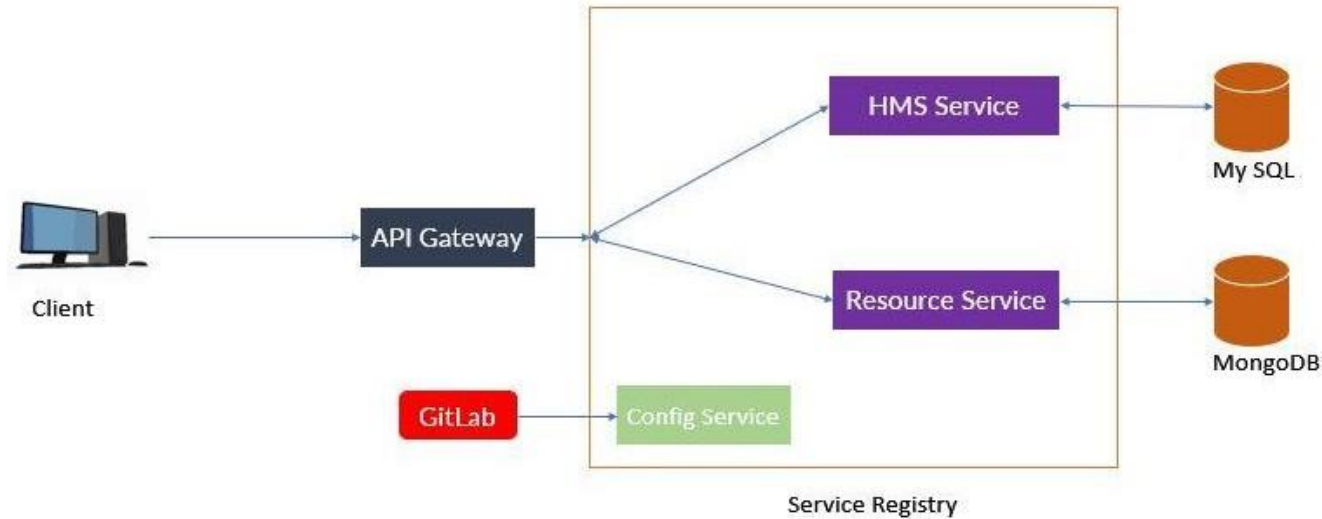 HMS Service
My SQL
API Gateway
Client
Resource Service
MongoDB
GitLab
Config Service
Service Registry